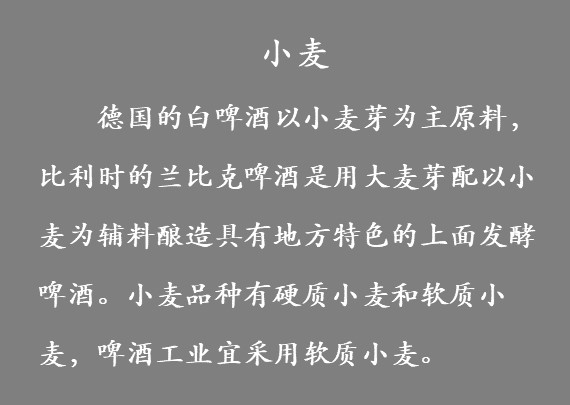 小麦
德国的白啤酒以小麦芽为主原料，
比利时的兰比克啤酒是用大麦芽配以小
麦为辅料酿造具有地方特色的上面发酵
啤酒。小麦品种有硬质小麦和软质小
麦，啤酒工业宜采用软质小麦。